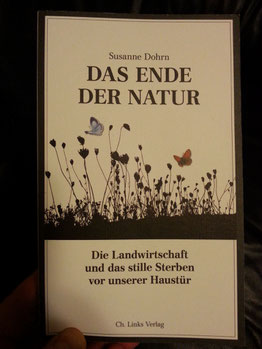 Susanne Dohrn
DAS ENDE
DER NATUR
Die Landwirtschaft
und das stille Sterben
vor unserer Haustür
Ch. Links Verlag